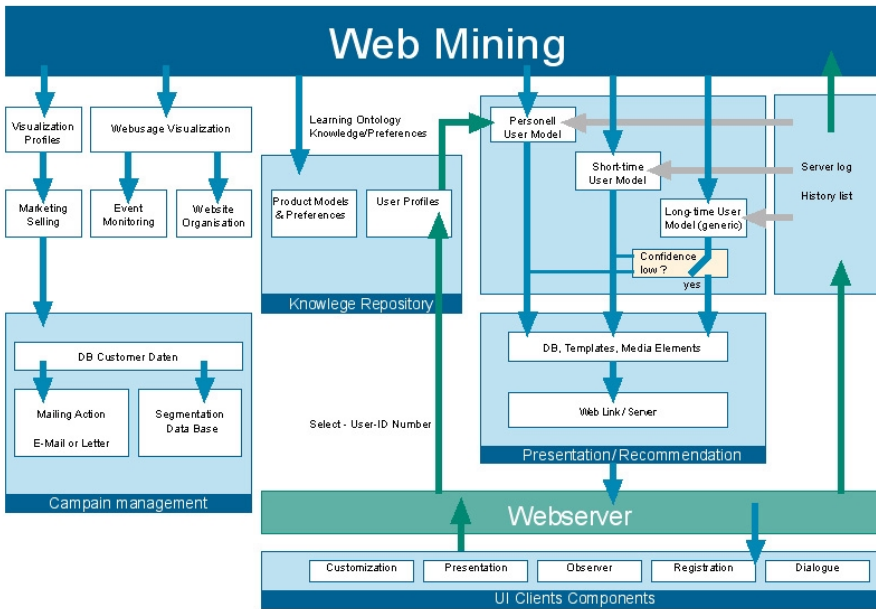 Web Mining
Visualization
Profiles
Webusage Visualization
Learning Ontology
Knowledge/Preferences
Personell
User Model
Short-time
User Model
Server log
History list
Marketing
Selling
Event
Monitoring
Website
Organisation
Product Models
& Preferences
User Profiles
Long-time User
Model (generic)
Confidence
low ?
yes
Knowlege Repository
DB Customer Daten
Mailing Action
E-Mail or Letter
Segmentation
Data Base
Campain management
Select - User-ID Number
DB, Templates, Media Elements
Web Link / Server
Presentation/Recommendation
Webserver
Customization
Presentation
Observer
Registration
Dialogue
UI Clients Components